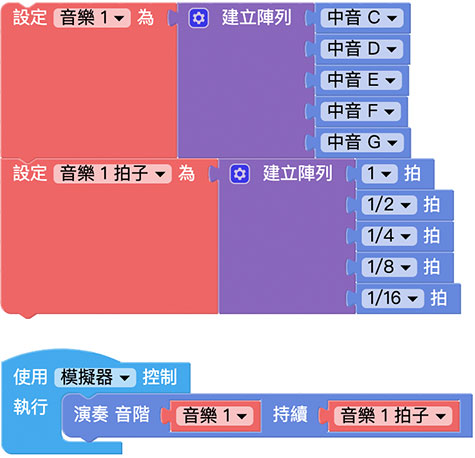 設定 音樂 1 為 建立陣列 中音 C
中音 D
中音 E
中音 F
中音 G
設定 音樂 1 拍子 為 建立陣列 1 拍
1/2 拍
1/4 拍
1/8 拍
1/16 拍
使用 模擬器 控制
執行 演奏 音階 音樂 1 持續 音樂 1 拍子